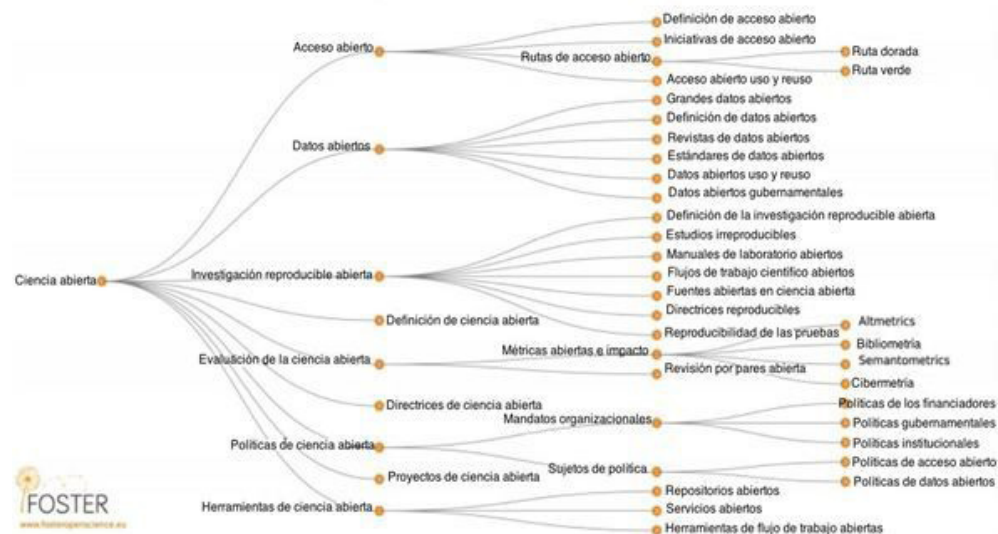 Definición de acceso abierto
Acceso abierto
Iniciativas de acceso abierto
Rutas de acceso abierto
Ruta dorada
Ruta verde
Acceso abierto uso y reuso
Grandes datos abiertos
Definición de datos abiertos
Datos abiertos
Revistas de datos abiertos
Estándares de datos abiertos
Datos abiertos uso y reuso
Datos abiertos gubernamentales
Definición de la investigación reproducible abierta
Estudios irreproducibles
Manuales de laboratorio abiertos
Investigación reproducible abierta
Flujos de trabajo científico abiertos
Ciencia abierta
Fuentes abiertas en ciencia abierta
Directrices reproducibles
Definición de ciencia abierta
Reproducibilidad de las pruebas
Altmetrics
Evaluación de la ciencia abierta
Métricas abiertas e impacto
Bibliometría
Semantometrics
Revisión por pares abierta
Cibermetría
Directrices de ciencia abierta
Mandatos organizacionales
Políticas de los financiadores
Políticas gubernamentales
Políticas institucionales
Políticas de ciencia abierta
Sujetos de política
Políticas de acceso abierto
Políticas de datos abiertos
Proyectos de ciencia abierta
Repositorios abiertos
Herramientas de ciencia abierta
Servicios abiertos
Herramientas de flujo de trabajo abiertas
FOSTER
www.fosteropenscience.eu